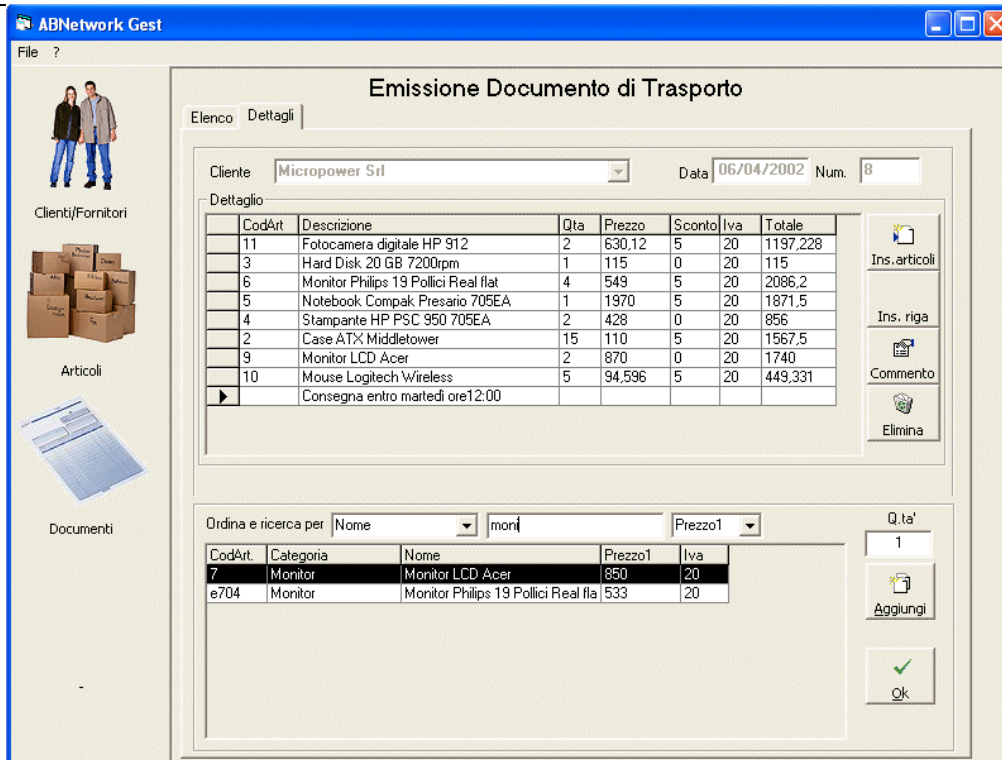 ABNetwork Gest
File ?
Emissione Documento di Trasporto
Elenco Dettagli
Cliente Micropower Srl Data 06/04/2002 Num. 8
Dettaglio
CodArt Descrizione Qta Prezzo Sconto Iva Totale
11 Fotocamera digitale HP 912 2 630,12 5 20 1197,228
3 Hard Disk 20 GB 7200rpm 1 115 0 20 115
6 Monitor Philips 19 Pollici Real flat 4 549 5 20 2086,2
5 Notebook Compak Presario 705EA 1 1970 5 20 1871,5
4 Stampante HP PSC 950 705EA 2 428 0 20 856
2 Case ATX Middletower 15 110 5 20 1567,5
9 Monitor LCD Acer 2 870 0 20 1740
10 Mouse Logitech Wireless 5 94,596 5 20 449,331
Consegna entro martedì ore12:00
Ins.articoli
Ins. riga
Commento
Elimina
Clienti/Fornitori
Articoli
Documenti
-
Ordina e ricerca per Nome moni Prezzo1
CodArt. Categoria Nome Prezzo1 Iva
7 Monitor Monitor LCD Acer 850 20
e704 Monitor Monitor Philips 19 Pollici Real fla 533 20
Q.ta'
1
Aggiungi
Ok